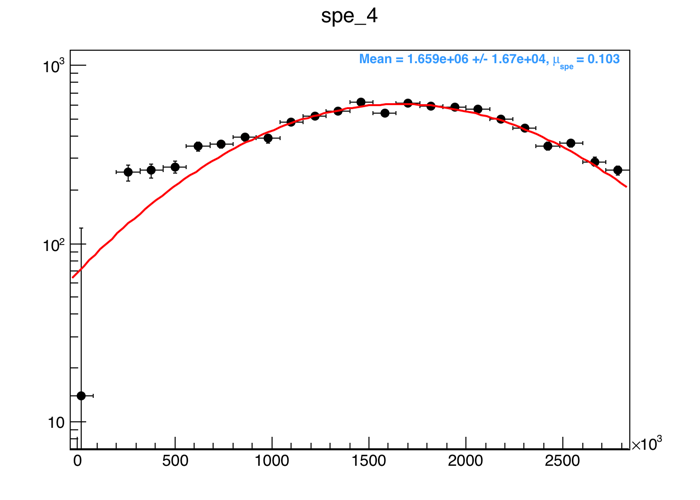 spe_4
Mean = 1.659e+06 +/- 1.67e+04, μspe = 0.103
10³
10²
10
0 500 1000 1500 2000 2500 ×10³